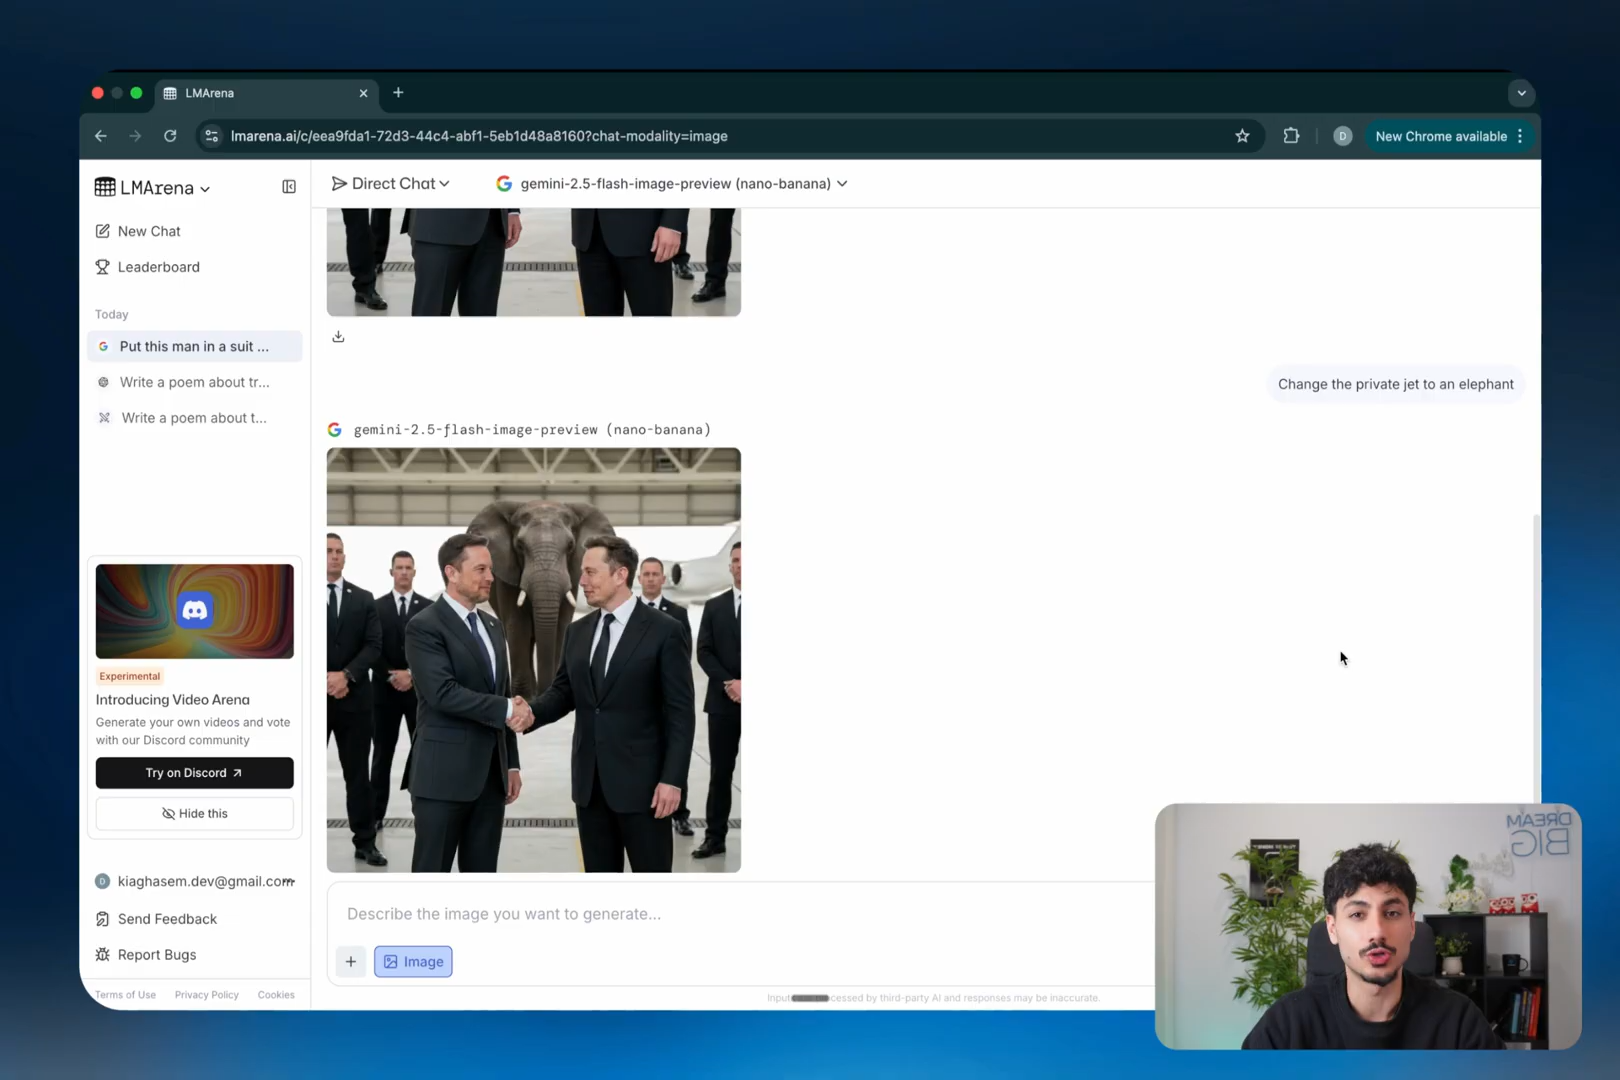 LMArena
lmarena.ai/c/eea9fda1-72d3-44c4-abf1-5eb1d48a8160?chat-modality=image
D
New Chrome available
LMArena
Direct Chat
gemini-2.5-flash-image-preview (nano-banana)
New Chat
Leaderboard
Today
Put this man in a suit ...
Write a poem about tr...
Write a poem about t...
Change the private jet to an elephant
gemini-2.5-flash-image-preview (nano-banana)
Experimental
Introducing Video Arena
Generate your own videos and vote
with our Discord community
Try on Discord
Hide this
D
kiaghasem.dev@gmail.com
Send Feedback
Report Bugs
Terms of Use
Privacy Policy
Cookies
Describe the image you want to generate...
Image
Input cessed by third-party AI and responses may be inaccurate.
DREAM
BIG